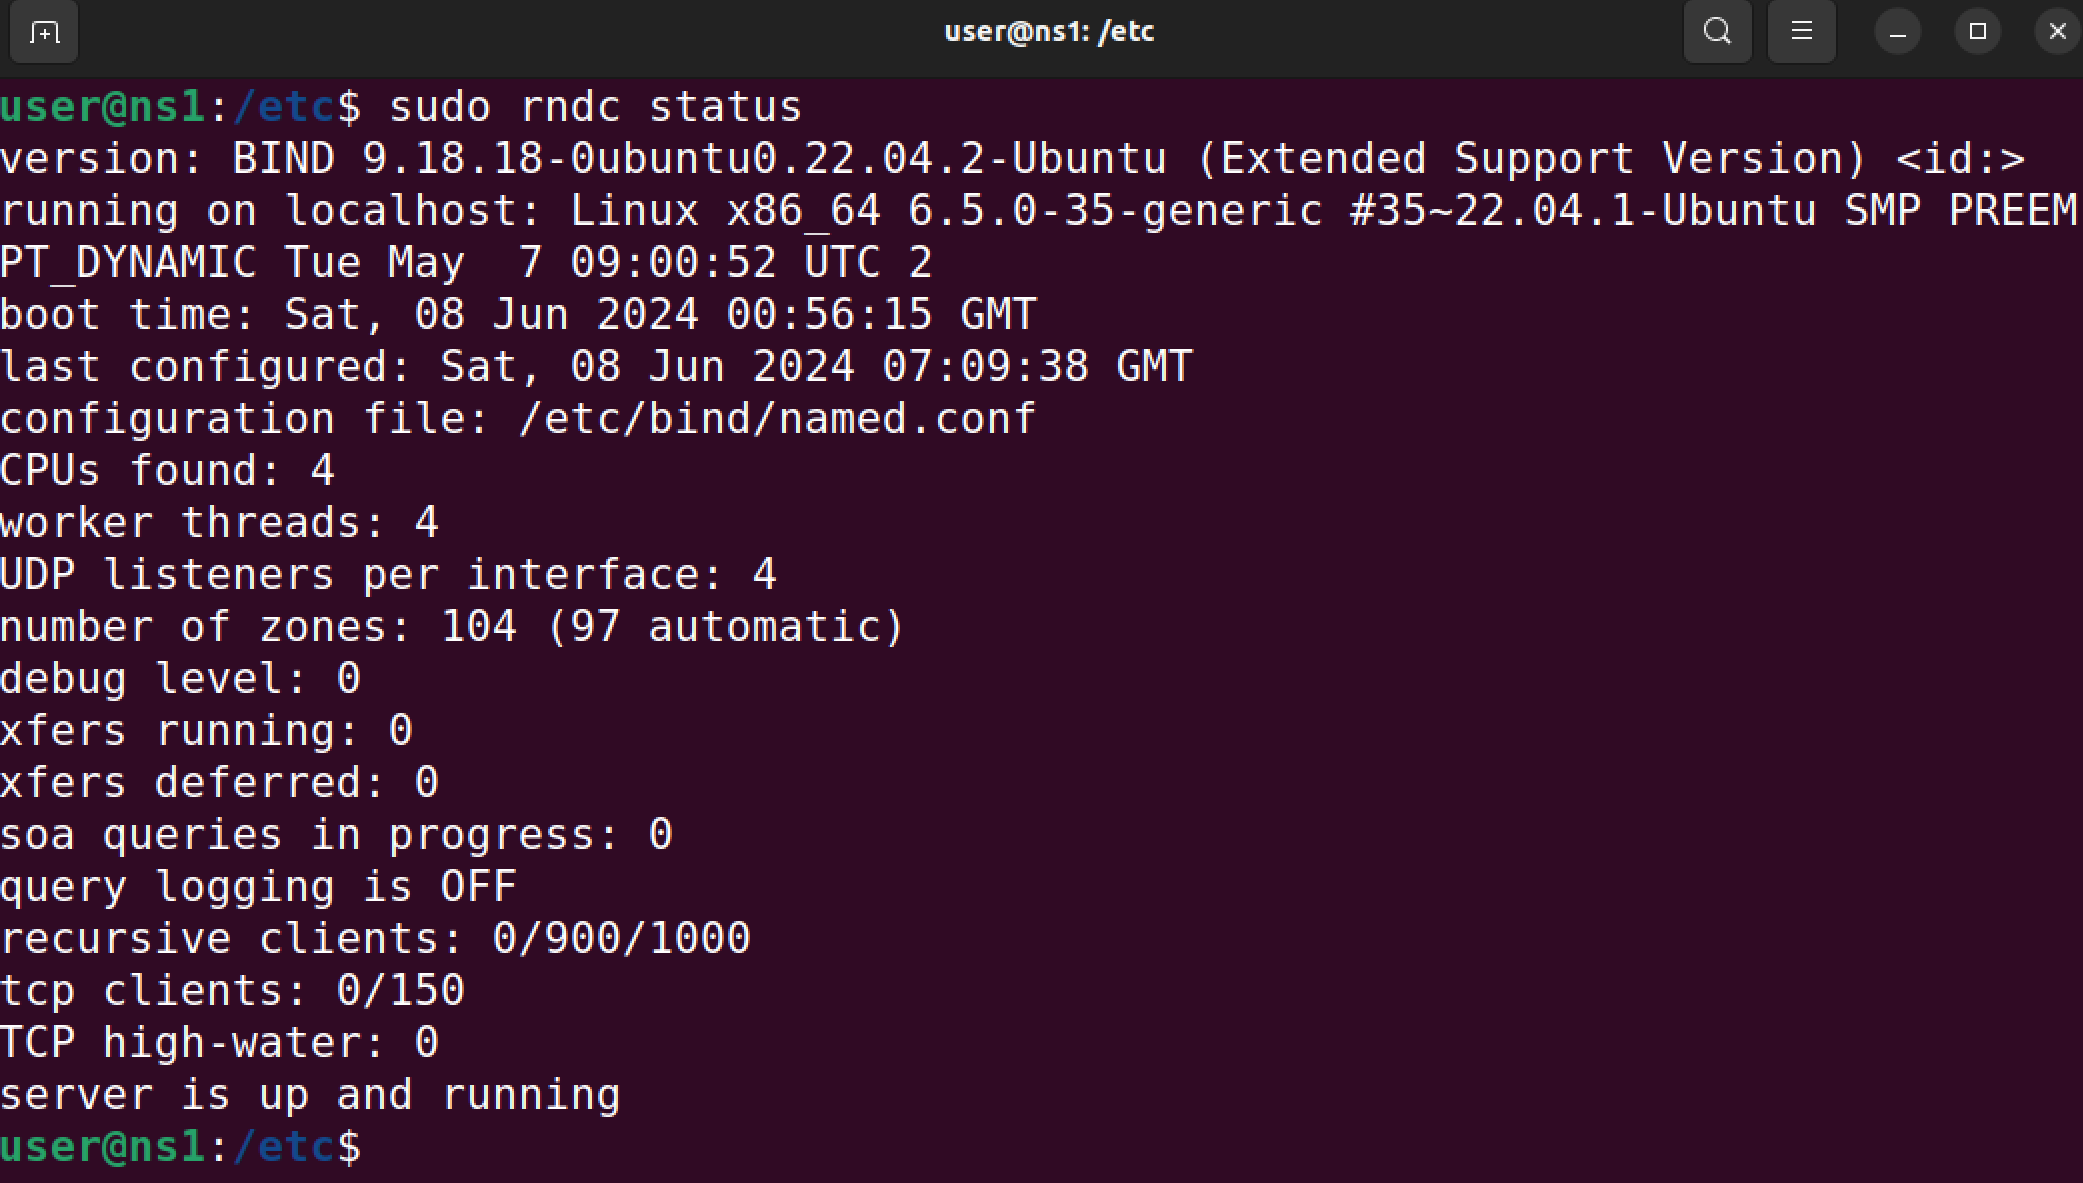 user@ns1: /etc
user@ns1:/etc$ sudo rndc status
version: BIND 9.18.18-0ubuntu0.22.04.2-Ubuntu (Extended Support Version) <id:>
running on localhost: Linux x86_64 6.5.0-35-generic #35~22.04.1-Ubuntu SMP PREEM
PT_DYNAMIC Tue May  7 09:00:52 UTC 2
boot time: Sat, 08 Jun 2024 00:56:15 GMT
last configured: Sat, 08 Jun 2024 07:09:38 GMT
configuration file: /etc/bind/named.conf
CPUs found: 4
worker threads: 4
UDP listeners per interface: 4
number of zones: 104 (97 automatic)
debug level: 0
xfers running: 0
xfers deferred: 0
soa queries in progress: 0
query logging is OFF
recursive clients: 0/900/1000
tcp clients: 0/150
TCP high-water: 0
server is up and running
user@ns1:/etc$